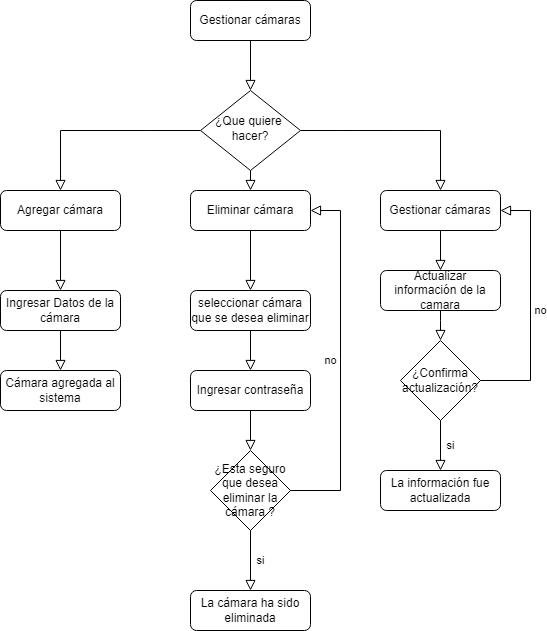 Gestionar cámaras
¿Que quiere
hacer?
Agregar cámara
Eliminar cámara
Gestionar cámaras
Ingresar Datos de la
cámara
seleccionar cámara
que se desea eliminar
Actualizar
información de la
camara
no
no
Cámara agregada al
sistema
Ingresar contraseña
¿Confirma
actualización?
si
¿Esta seguro
que desea
eliminar la
cámara ?
La información fue
actualizada
si
La cámara ha sido
eliminada